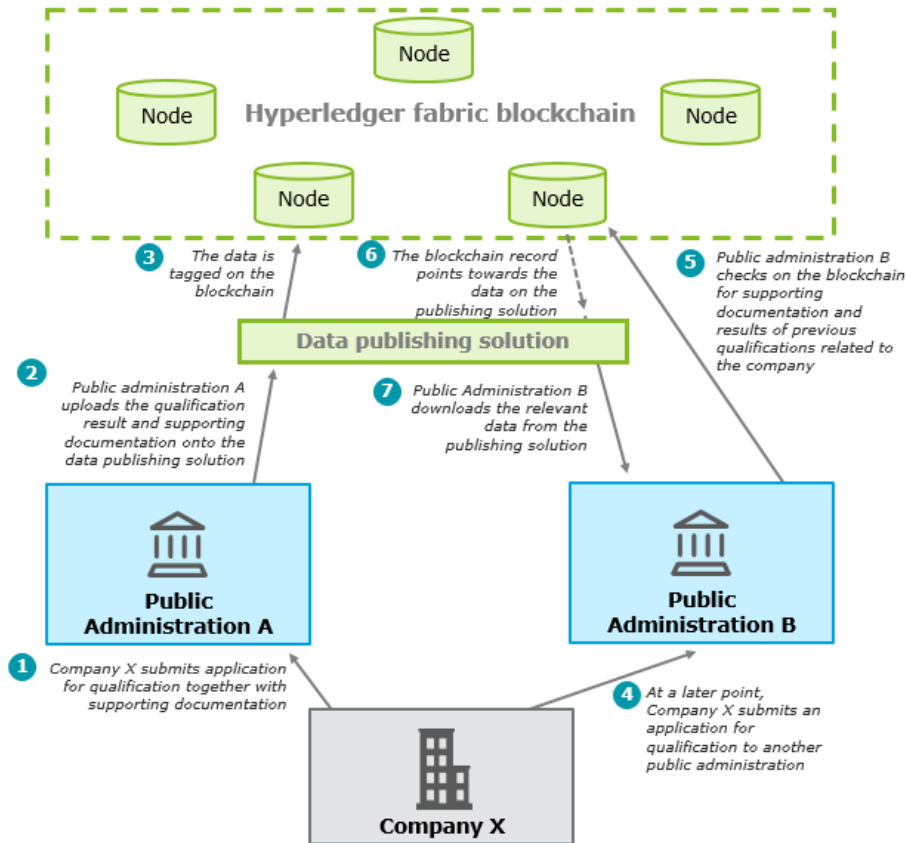 Node
Node
Hyperledger fabric blockchain
Node
Node
Node
3
The data is
tagged on the
blockchain
6
The blockchain record
points towards the
data on the
publishing solution
5
Public administration B
checks on the blockchain
for supporting
documentation and
results of previous
qualifications related to
the company
Data publishing solution
2
Public administration A
uploads the qualification
result and supporting
documentation onto the
data publishing solution
7
Public Administration B
downloads the relevant
data from the
publishing solution
Public
Administration A
Public
Administration B
1
Company X submits application
for qualification together with
supporting documentation
4
At a later point,
Company X submits an
application for
qualification to another
public administration
Company X